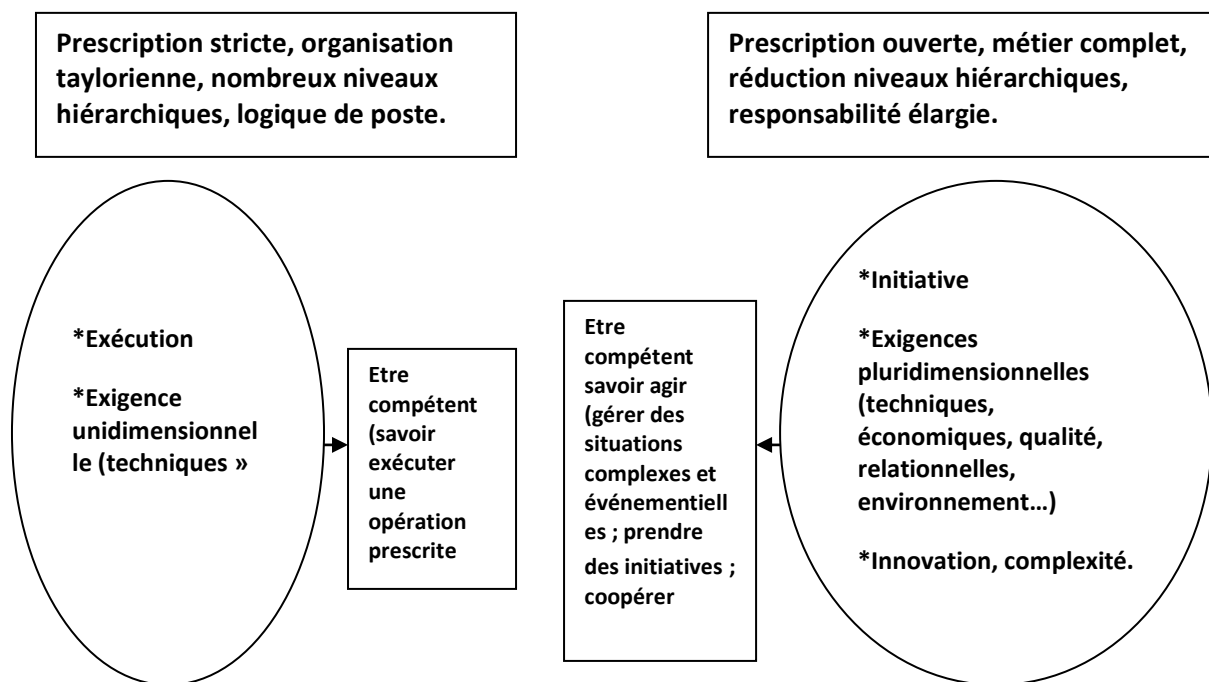 Prescription stricte, organisation
taylorienne, nombreux niveaux
hiérarchiques, logique de poste.
Prescription ouverte, métier complet,
réduction niveaux hiérarchiques,
responsabilité élargie.
*Exécution
*Exigence
unidimensionnel
le (techniques »
Etre
compétent
(savoir
exécuter
une
opération
prescrite
Etre
compétent
savoir agir
(gérer des
situations
complexes et
événementiell
es ; prendre
des initiatives ;
coopérer
*Initiative
*Exigences
pluridimensionnelles
(techniques,
économiques, qualité,
relationnelles,
environnement…)
*Innovation, complexité.